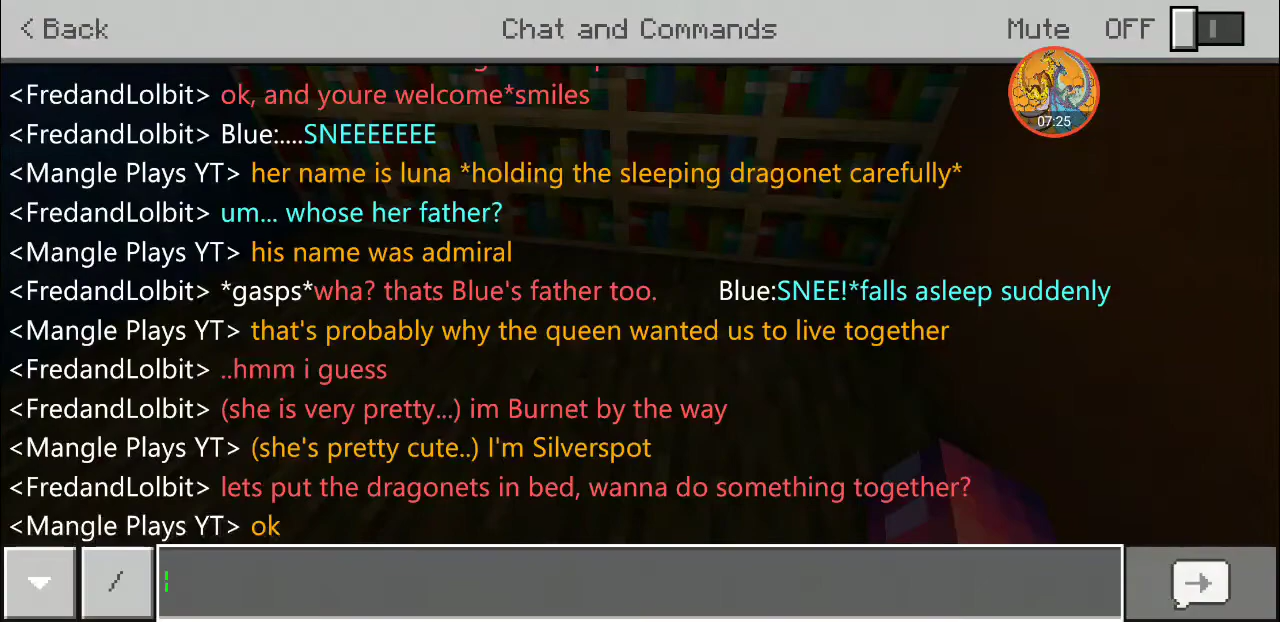 < Back
Chat and Commands
Mute OFF
<FredandLolbit> ok, and youre welcome*smiles
07:25
<FredandLolbit> Blue:....SNEEEEEEE
<Mangle Plays YT> her name is luna *holding the sleeping dragonet carefully*
<FredandLolbit> um... whose her father?
<Mangle Plays YT> his name was admiral
<FredandLolbit> *gasps*wha? thats Blue's father too. Blue:SNEE!*falls asleep suddenly
<Mangle Plays YT> that's probably why the queen wanted us to live together
<FredandLolbit> ..hmm i guess
<FredandLolbit> (she is very pretty...) im Burnet by the way
<Mangle Plays YT> (she's pretty cute..) I'm Silverspot
<FredandLolbit> lets put the dragonets in bed, wanna do something together?
<Mangle Plays YT> ok
/